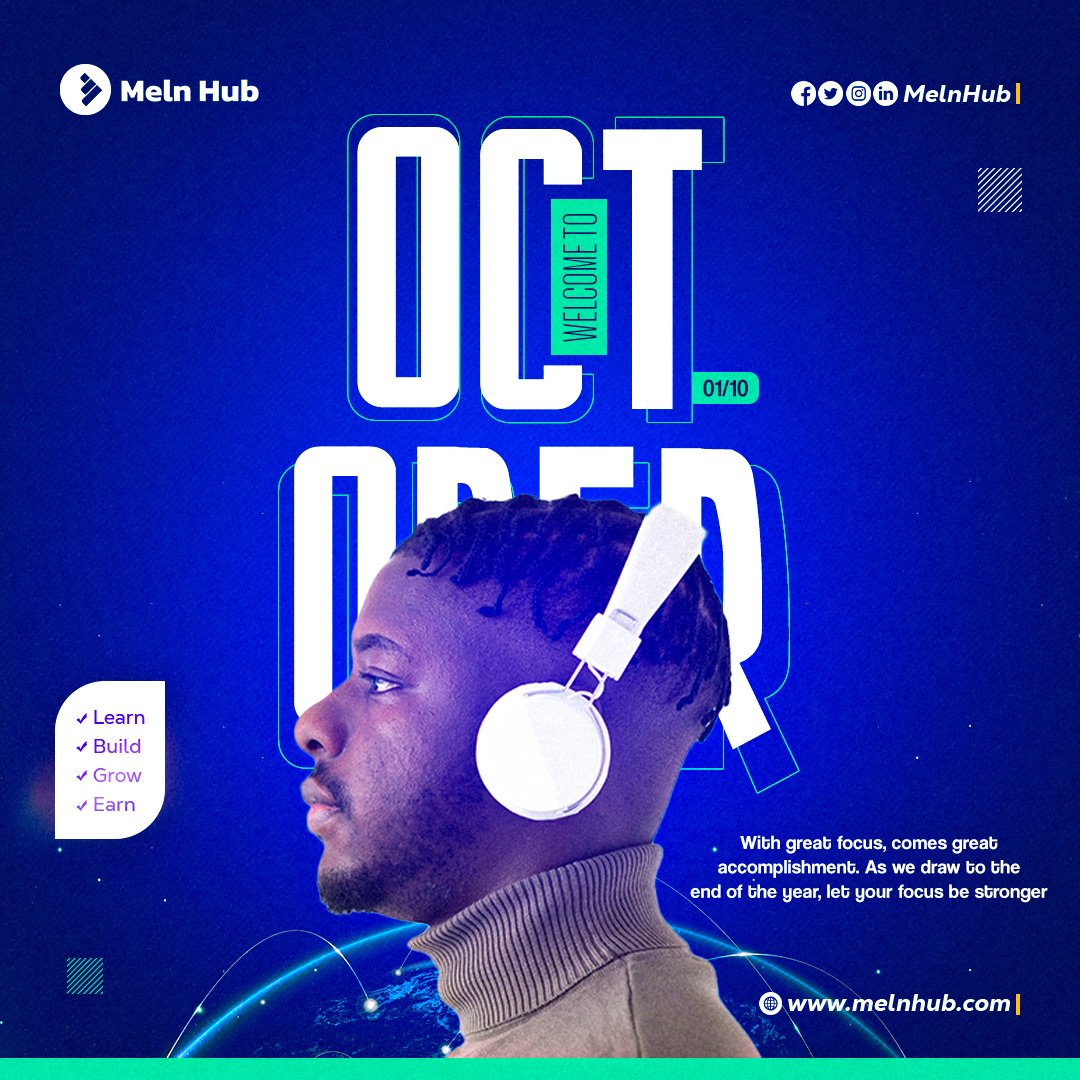 Meln Hub
MelnHub
OCT
WELCOME TO
01/10
OBER
Learn
Build
Grow
Earn
With great focus, comes great
accomplishment. As we draw to the
end of the year, let your focus be stronger
www.melnhub.com